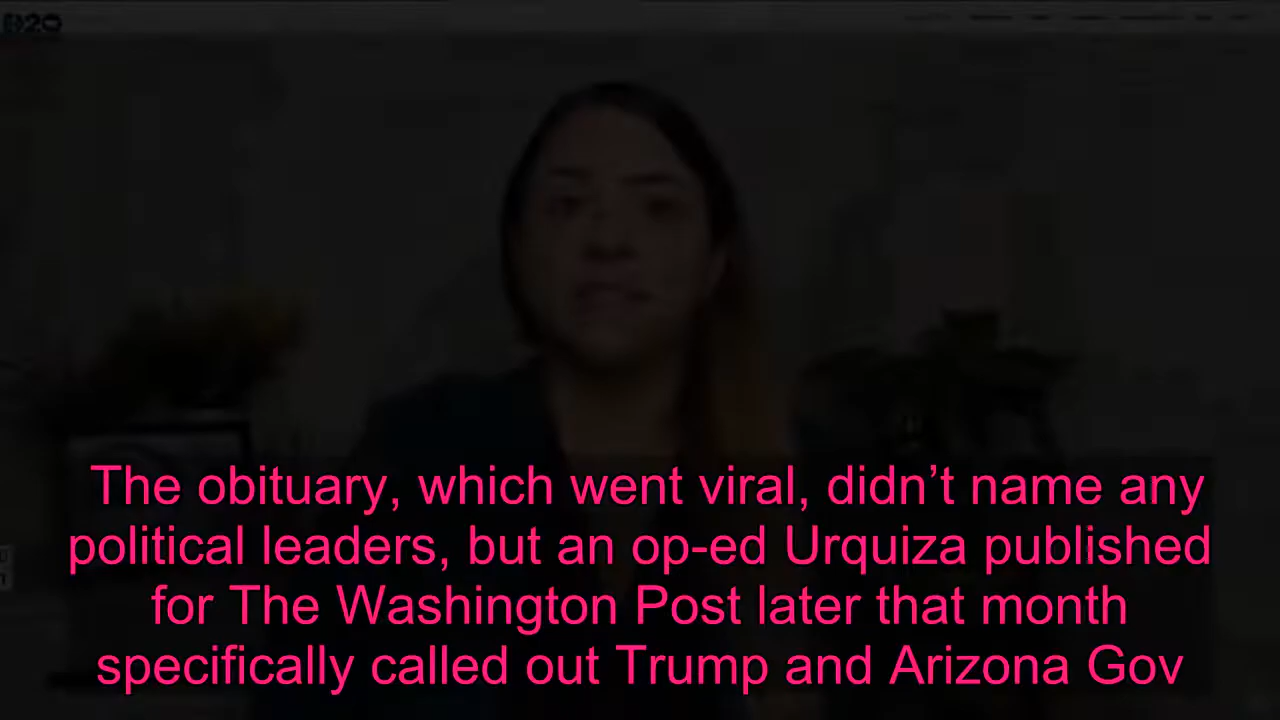 The obituary, which went viral, didn’t name any
political leaders, but an op-ed Urquiza published
for The Washington Post later that month
specifically called out Trump and Arizona Gov